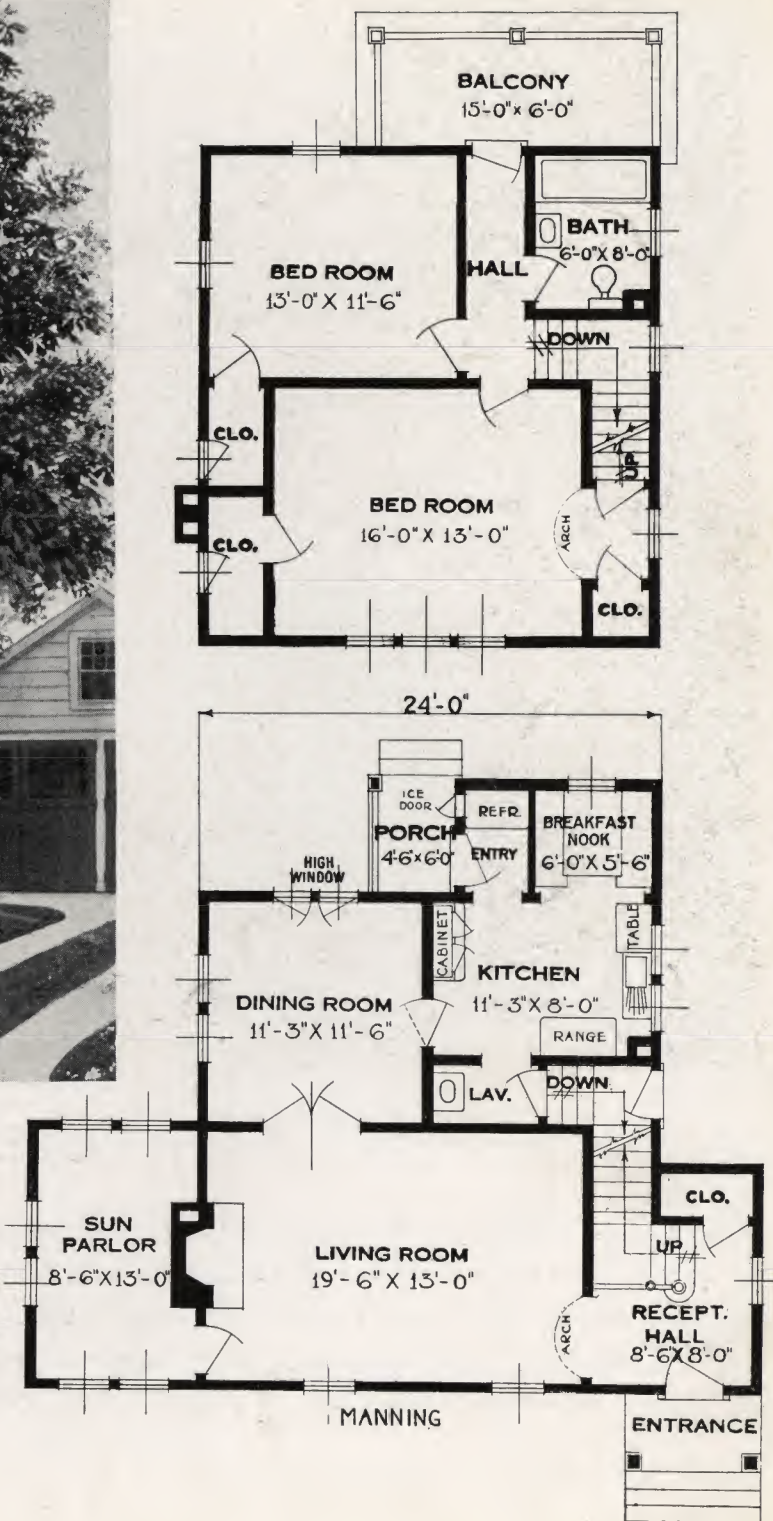 BALCONY
15'-0" X 6'-0"
BED ROOM
13'-0" X 11'-6"
HALL
BATH
6'-0" X 8'-0"
DOWN
CLO.
UP
BED ROOM
16'-0" X 13'-0"
ARCH
CLO.
CLO.
24'-0"
ICE
DOOR
REFR.
PORCH
4'-6" X 6'-0"
ENTRY
BREAKFAST
NOOK
6'-0" X 5'-6"
HIGH
WINDOW
CABINET
TABLE
KITCHEN
11'-3" X 8'-0"
DINING ROOM
11'-3" X 11'-6"
RANGE
LAV.
DOWN
CLO.
SUN
PARLOR
8'-6" X 13'-0"
LIVING ROOM
19'-6" X 13'-0"
UP
ARCH
RECEPT.
HALL
8'-6" X 8'-0"
MANNING
ENTRANCE